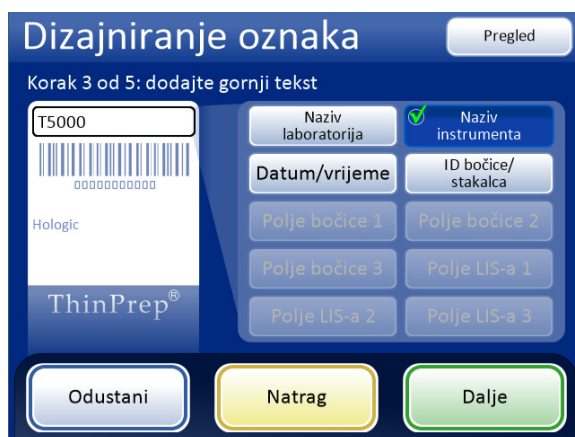 Dizajniranje oznaka
Pregled
Korak 3 od 5: dodajte gornji tekst
T5000
00000000000
Hologic
ThinPrep®
Naziv
laboratorija
Naziv
instrumenta
Datum/vrijeme
ID bočice/
stakalca
Polje bočice 1
Polje bočice 2
Polje bočice 3
Polje LIS-a 1
Polje LIS-a 2
Polje LIS-a 3
Odustani
Natrag
Dalje